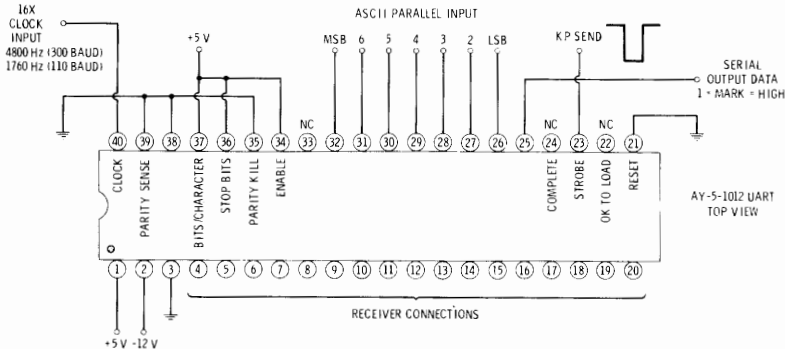 16X
CLOCK
INPUT
4800 Hz (300 BAUD)
1760 Hz (110 BAUD)
+5 V
ASCII PARALLEL INPUT
MSB 6 5 4 3 2 LSB
KP SEND
SERIAL
OUTPUT DATA
1 = MARK = HIGH
NC NC NC
40 39 38 37 36 35 34 33 32 31 30 29 28 27 26 25 24 23 22 21
CLOCK
PARITY SENSE
BITS/CHARACTER
STOP BITS
PARITY KILL
ENABLE
COMPLETE
STROBE
OK TO LOAD
RESET
AY-5-1012 UART
TOP VIEW
1 2 3 4 5 6 7 8 9 10 11 12 13 14 15 16 17 18 19 20
+5 V -12 V
RECEIVER CONNECTIONS